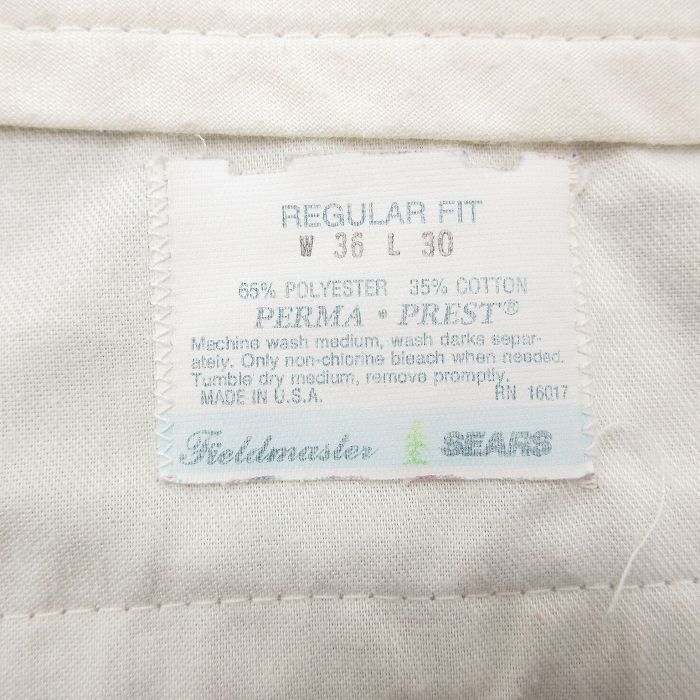 REGULAR FIT
W 36 L 30
65% POLYESTER 35% COTTON
PERMA • PREST®
Machine wash medium, wash darks separ-
ately. Only non-chlorine bleach when needed.
Tumble dry medium, remove promptly.
MADE IN U.S.A. RN 16017
Fieldmaster SEARS